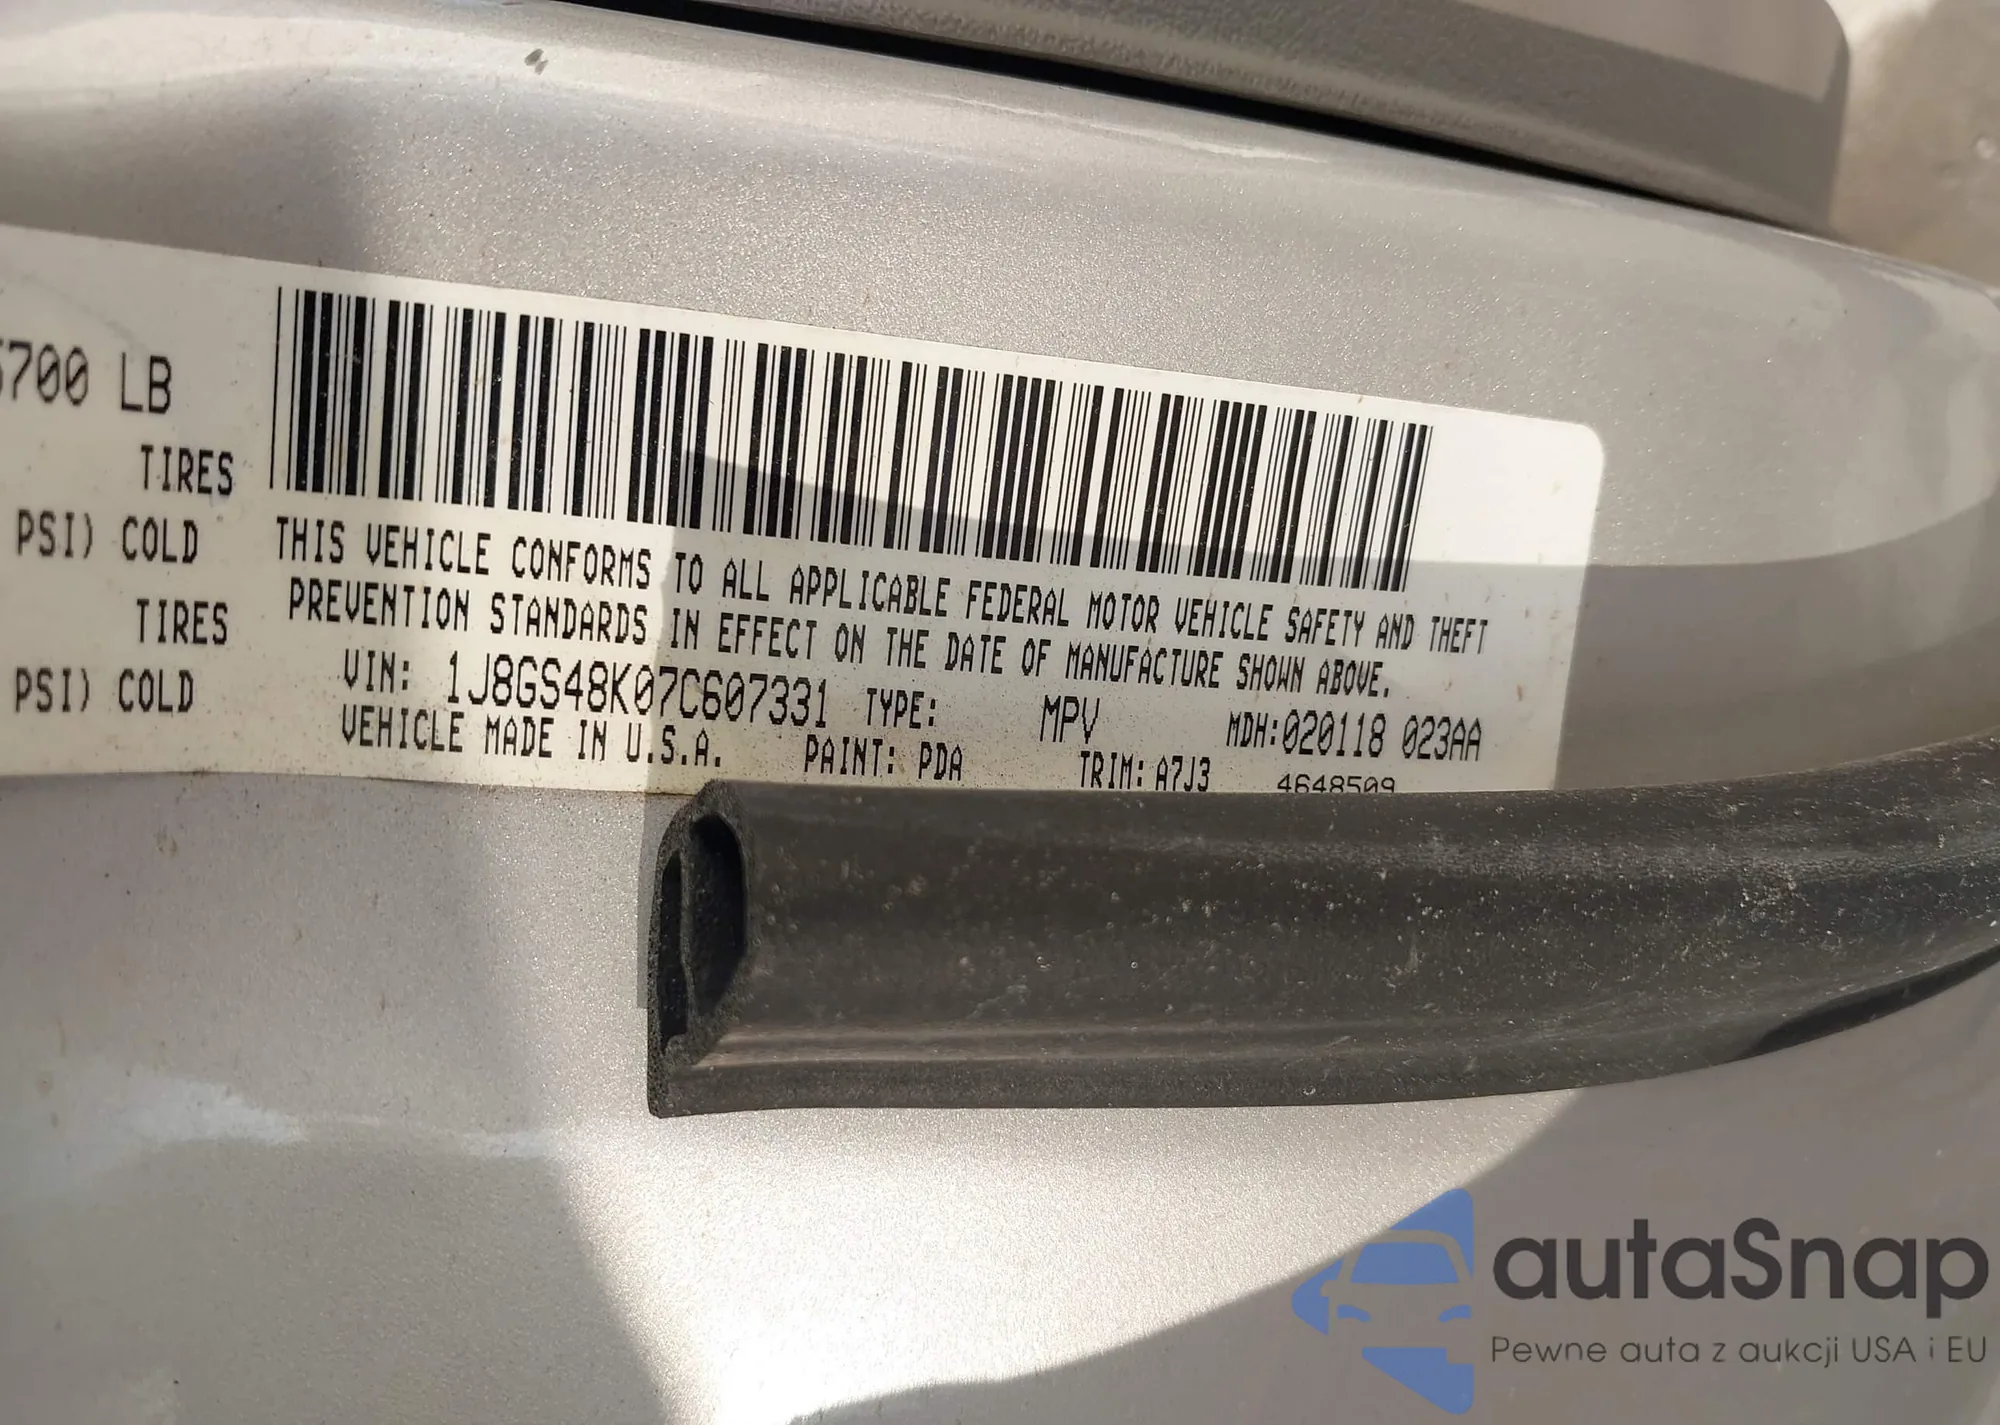 700 LB
TIRES
PSI) COLD
TIRES
PSI) COLD
THIS VEHICLE CONFORMS TO ALL APPLICABLE FEDERAL MOTOR VEHICLE SAFETY AND THEFT
PREVENTION STANDARDS IN EFFECT ON THE DATE OF MANUFACTURE SHOWN ABOVE.
VIN: 1J8GS48K07C607331 TYPE: MPV MDH:020118 023AA
VEHICLE MADE IN U.S.A. PAINT: PDA TRIM: A7J3 4648509
autaSnap
Pewne auta z aukcji USA i EU